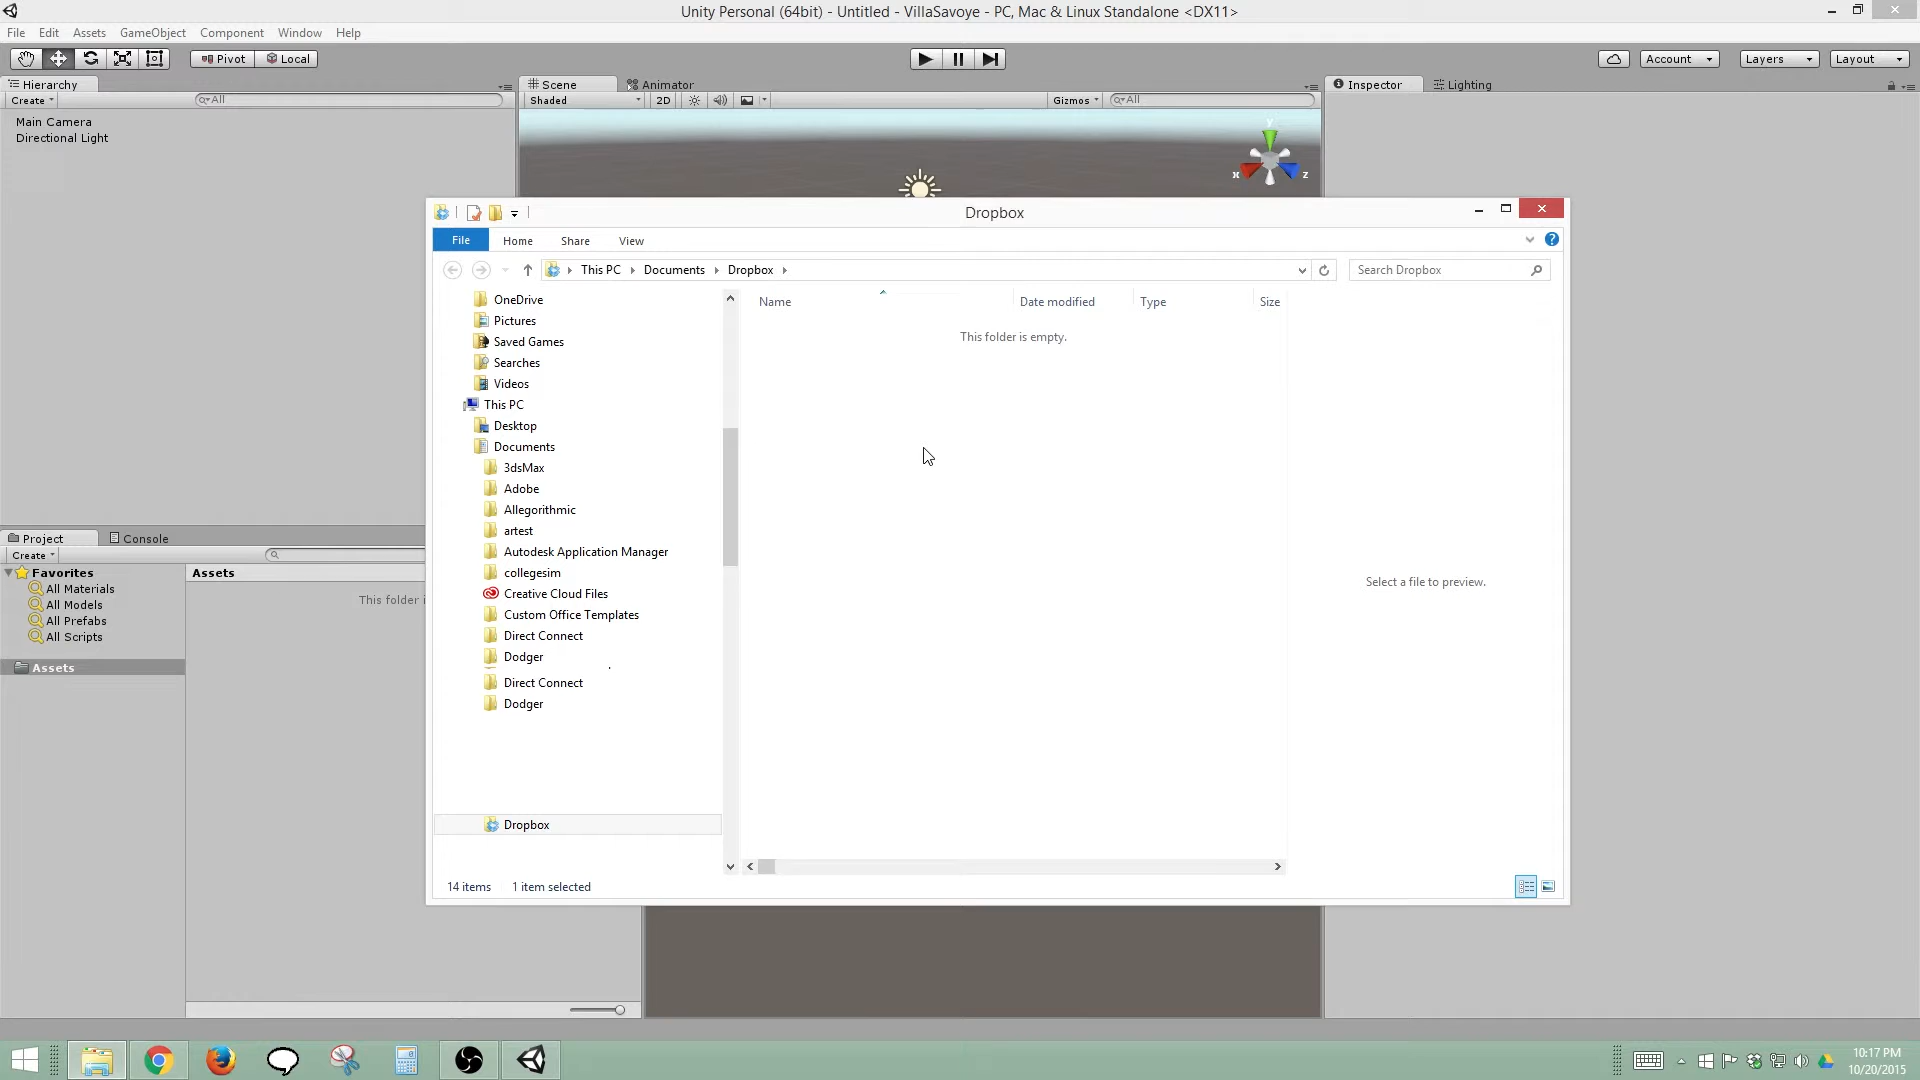 Unity Personal (64bit) - Untitled - VillaSavoye - PC, Mac & Linux Standalone <DX11>
File Edit Assets GameObject Component Window Help
Pivot Local Account Layers Layout
Hierarchy Scene Animator Inspector Lighting
Create All Shaded 2D Gizmos All
Main Camera
Directional Light
y
x z
Dropbox
File Home Share View
This PC Documents Dropbox Search Dropbox
Name Date modified Type Size
This folder is empty.
OneDrive
Pictures
Saved Games
Searches
Videos
This PC
Desktop
Documents
3dsMax
Adobe
Allegorithmic
artest
Autodesk Application Manager
collegesim
Creative Cloud Files
Custom Office Templates
Direct Connect
Dodger
Direct Connect
Dodger
Dropbox
Select a file to preview.
14 items 1 item selected
Project Console
Create
Favorites
All Materials
All Models
All Prefabs
All Scripts
Assets
Assets
This folder i
10:17 PM
10/20/2015